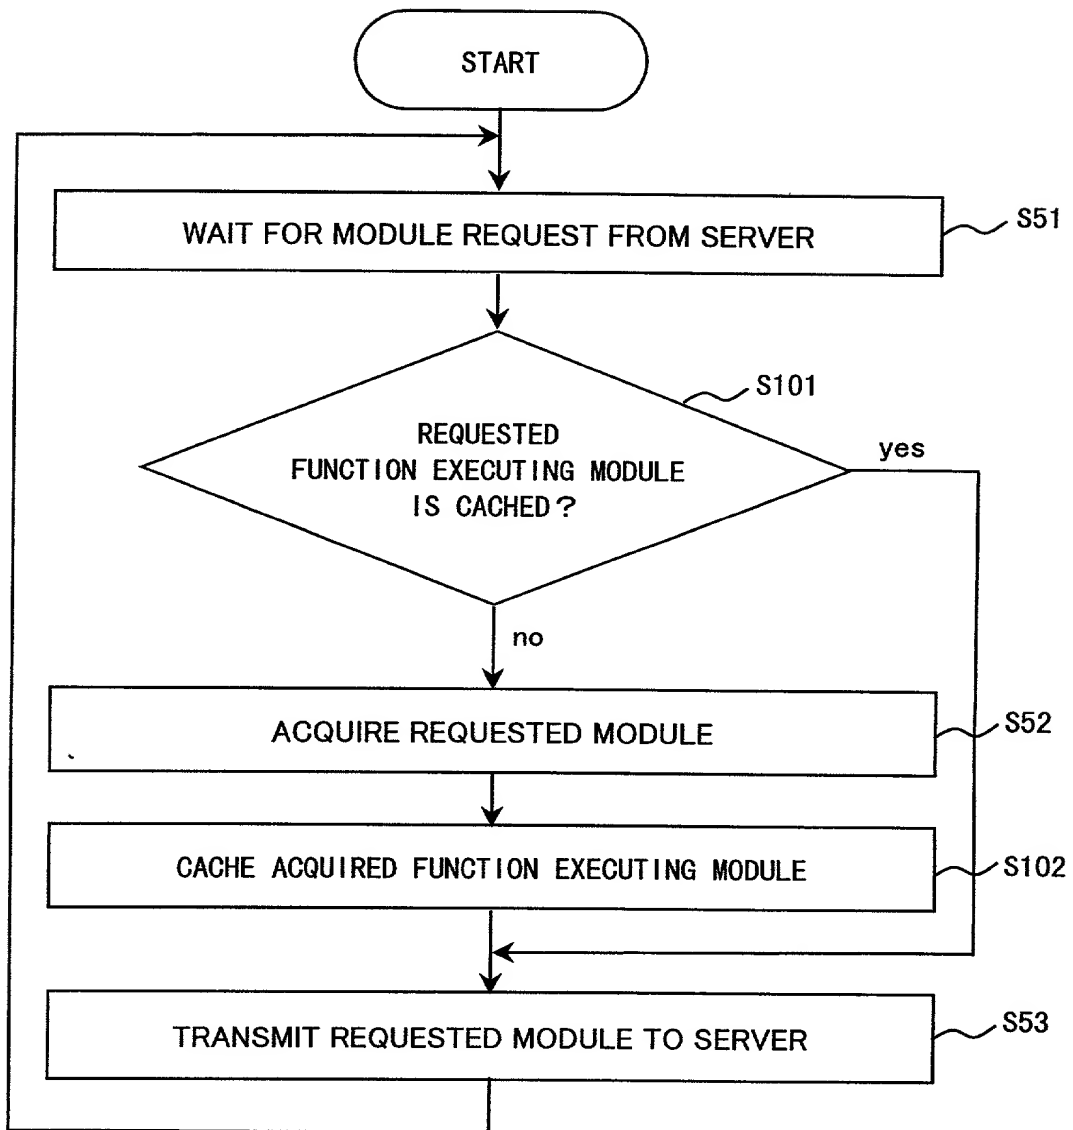 START
WAIT FOR MODULE REQUEST FROM SERVER
S51
S101
REQUESTED
FUNCTION EXECUTING MODULE
IS CACHED?
yes
no
ACQUIRE REQUESTED MODULE
S52
CACHE ACQUIRED FUNCTION EXECUTING MODULE
S102
TRANSMIT REQUESTED MODULE TO SERVER
S53